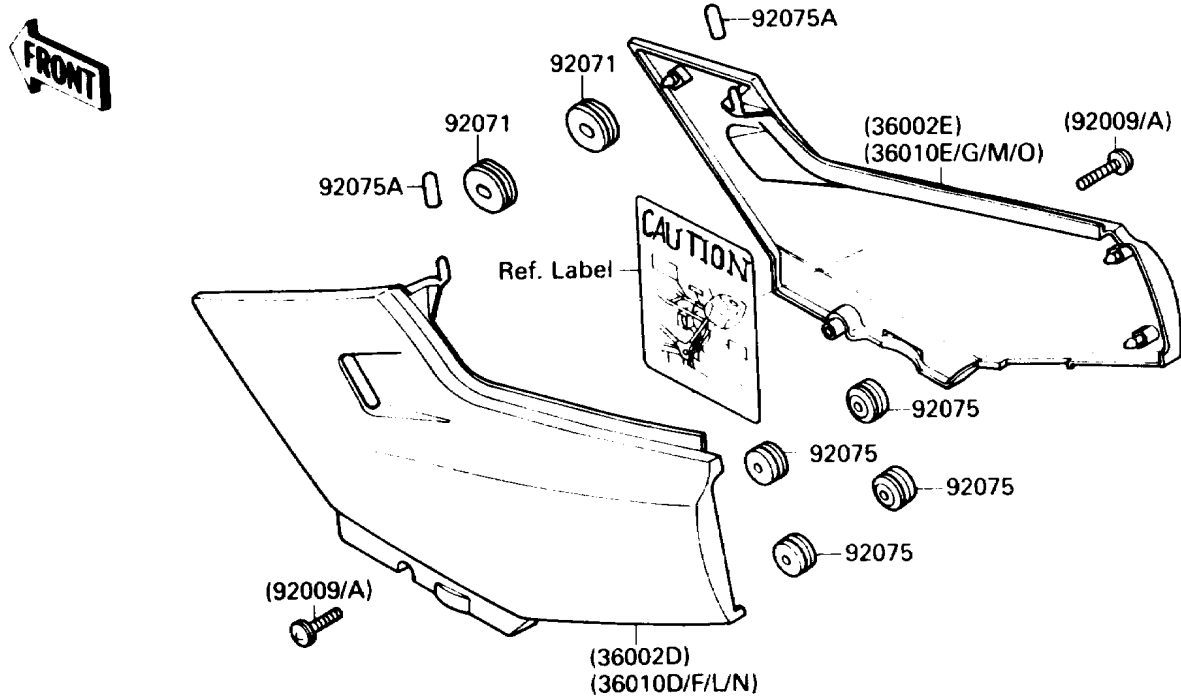 FRONT
92075A
92071
92071
(36002E)
(36010E/G/M/O)
(92009/A)
92075A
CAUTION
Ref. Label
92075
92075
92075
92075
(92009/A)
(36002D)
(36010D/F/L/N)